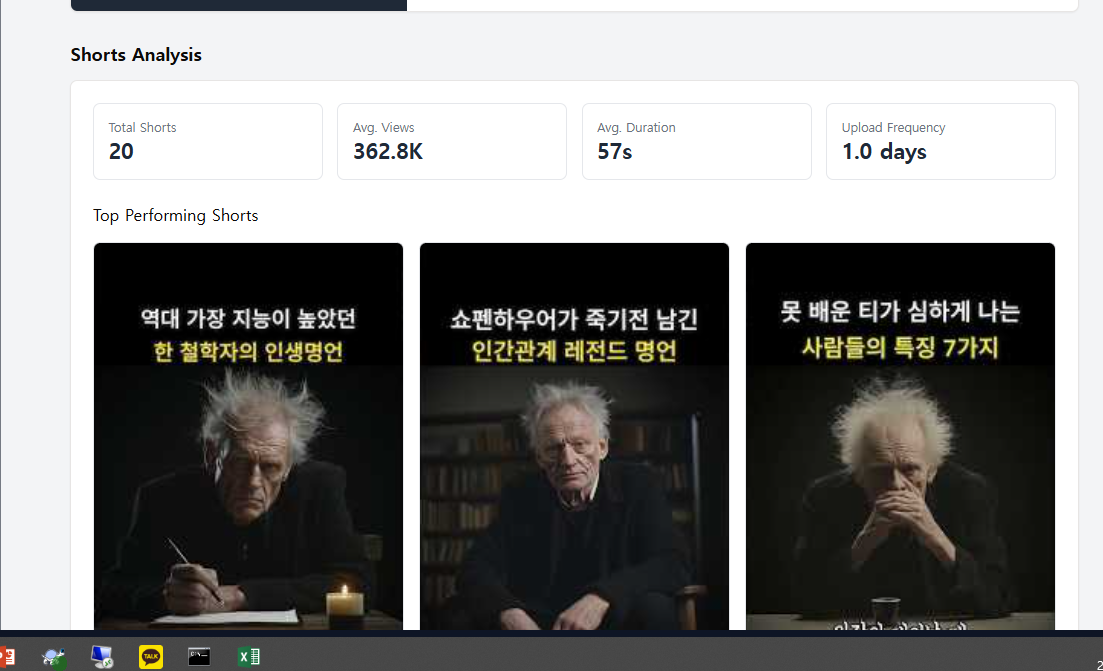 Shorts Analysis
Total Shorts
20
Avg. Views
362.8K
Avg. Duration
57s
Upload Frequency
1.0 days
Top Performing Shorts
역대 가장 지능이 높았던
한 철학자의 인생명언
쇼펜하우어가 죽기전 남긴
인간관계 레전드 명언
못 배운 티가 심하게 나는
사람들의 특징 7가지
TALK